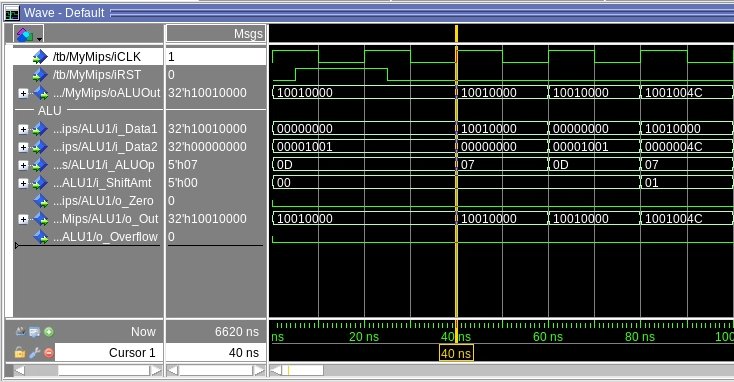 Wave - Default
Msgs
/tb/MyMips/iCLK 1
/tb/MyMips/iRST 0
.../MyMips/oALUOut 32'h10010000 10010000 10010000 10010000 1001004C
ALU
...ips/ALU1/i_Data1 32'h10010000 00000000 10010000 00000000 10010000
...ips/ALU1/i_Data2 32'h00000000 00001001 00000000 00001001 0000004C
...s/ALU1/i_ALUOp 5'h07 0D 07 0D 07
...ALU1/i_ShiftAmt 5'h00 00 01
...ips/ALU1/o_Zero 0
...Mips/ALU1/o_Out 32'h10010000 10010000 10010000 10010000 1001004C
...ALU1/o_Overflow 0
Now 6620 ns ns 20 ns 40 ns 60 ns 80 ns 100
Cursor 1 40 ns 40 ns